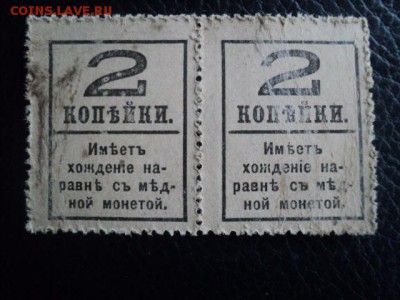 COINS.LAVE.RU
2
КОПѢЙКИ.
Имѣетъ
хожденіе на-
равнѣ съ мѣд-
ной монетой.
2
КОПѢЙКИ.
Имѣетъ
хожденіе на-
равнѣ съ мѣд-
ной монетой.